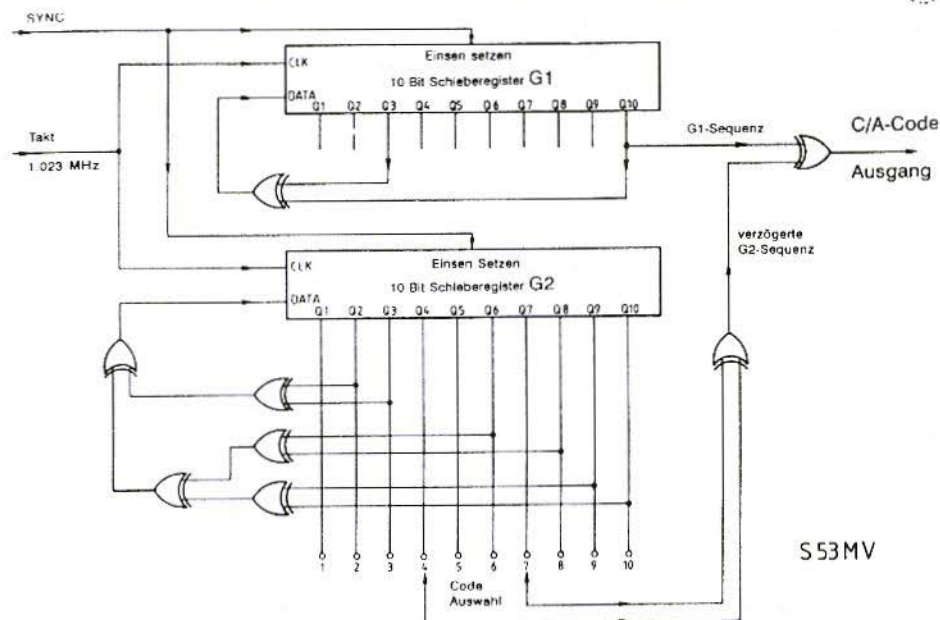 SYNC
Einsen setzen
10 Bit Schieberegister G1
CLK
DATA
Q1 Q2 Q3 Q4 Q5 Q6 Q7 Q8 Q9 Q10
Takt
1.023 MHz
G1-Sequenz
C/A-Code
Ausgang
verzögerte
G2-Sequenz
Einsen Setzen
10 Bit Schieberegister G2
CLK
DATA
Q1 Q2 Q3 Q4 Q5 Q6 Q7 Q8 Q9 Q10
1 2 3 4 5 6 7 8 9 10
Code
Auswahl
S53MV